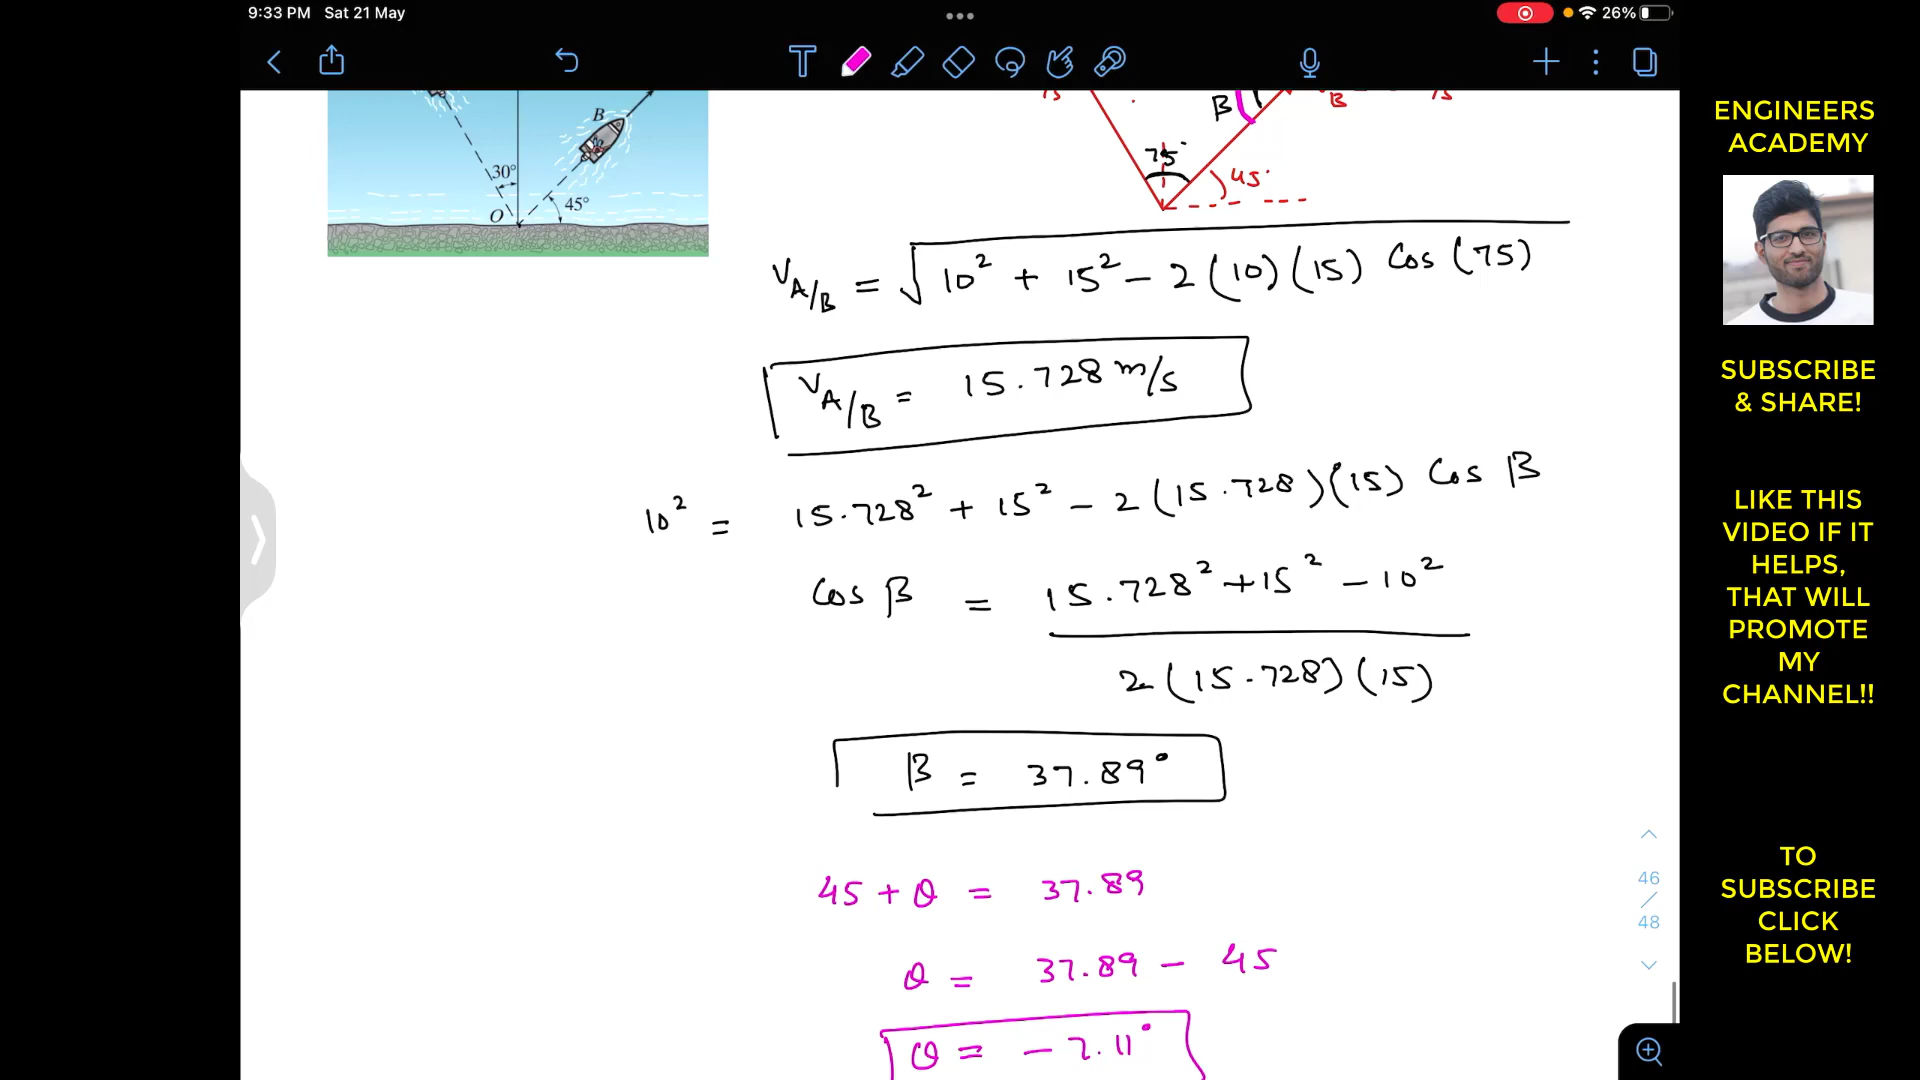 9:33 PM Sat 21 May
26%
B
30°
O
45°
15
β
B
15
75°
45°
V_A/B = √10² + 15² - 2 (10)(15) Cos (75)
V_A/B = 15.728 m/s
10² = 15.728² + 15² - 2 (15.728)(15) Cos β
Cos β = 15.728² + 15² - 10²
2 (15.728)(15)
β = 37.89°
45 + θ = 37.89
θ = 37.89 - 45
θ = - 7.11°
46
/
48
ENGINEERS
ACADEMY
SUBSCRIBE
& SHARE!
LIKE THIS
VIDEO IF IT
HELPS,
THAT WILL
PROMOTE
MY
CHANNEL!!
TO
SUBSCRIBE
CLICK
BELOW!